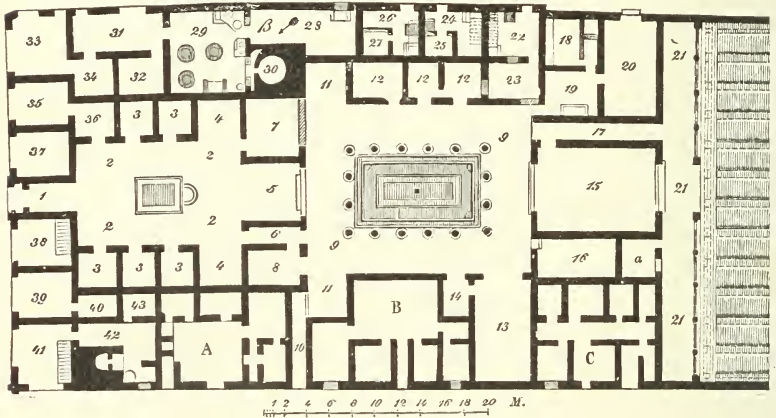 33 31 29 β 28 26 24 22 18 20 21
27 25
34 32 30 12 12 12 23 19
35 11
36 3 3 4 7 17
37 2 2 9 9
1 5 15 21
38 2 2 6 9 16 a
3 3 3 4 8
39 11 B 14
40 43 13 21
41 42 A 10 C
1 2 4 6 8 10 12 14 16 18 20 M.